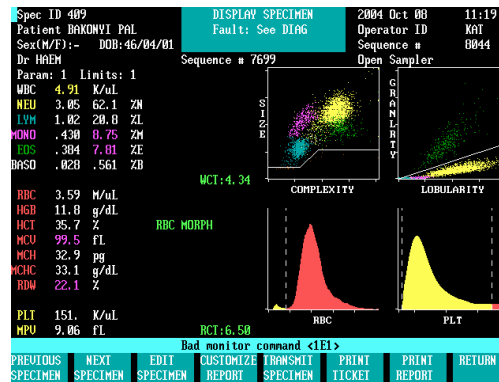 Spec ID 409 DISPLAY SPECIMEN 2004 Oct 08 11:19
Patient BAKONYI PAL Fault: See DIAG Operator ID KAT
Sex(M/F):- DOB:46/04/01 Sequence # 8044
Dr HAEM Sequence # 7699 Open Sampler
Param: 1 Limits: 1
WBC 4.91 K/uL
NEU 3.05 62.1 %N
LYM 1.02 20.8 %L
MONO .430 8.75 %M
EOS .384 7.81 %E
BASO .028 .561 %B
WCT:4.34
SIZE
COMPLEXITY
GRANLRTY
LOBULARITY
RBC 3.59 M/uL
HGB 11.8 g/dL
HCT 35.7 % RBC MORPH
MCV 99.5 fL
MCH 32.9 pg
MCHC 33.1 g/dL
RDW 22.1 %
RBC PLT
PLT 151. K/uL
MPV 9.06 fL RCT:6.50
Bad monitor command <1E1>
PREVIOUS SPECIMEN
NEXT SPECIMEN
EDIT SPECIMEN
CUSTOMIZE REPORT
TRANSMIT SPECIMEN
PRINT TICKET
PRINT REPORT
RETURN